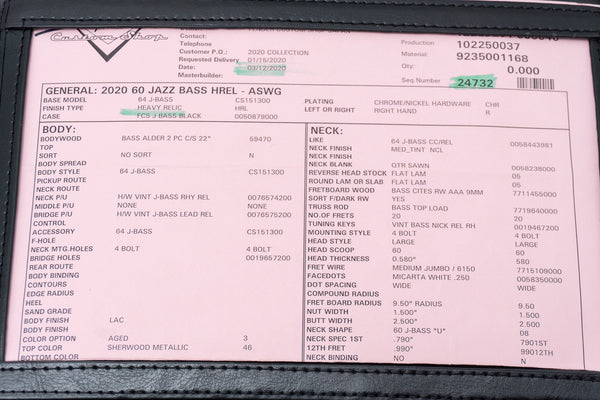 Custom Shop
Contact:
Telephone
Customer P.O.: 2020 COLLECTION
Requested Delivery 01/15/2020
Date: 03/12/2020
Masterbuilder:
Production 102250037
Material: 9235001168
Qty: 0.000
Seq Number 24732
GENERAL: 2020 60 JAZZ BASS HREL - ASWG
BASE MODEL 64 J-BASS CS151300 PLATING CHROME/NICKEL HARDWARE CHR
FINISH TYPE HEAVY RELIC HRL LEFT OR RIGHT RIGHT HAND R
CASE FCS J BASS BLACK 0050879000
BODY:
BODYWOOD BASS ALDER 2 PC C/S 22" 59470
TOP
SORT NO SORT N
BODY SPREAD
BODY STYLE 64 J-BASS CS151300
PICKUP ROUTE
NECK ROUTE
NECK P/U H/W VINT J-BASS RHY REL 0076574200
MIDDLE P/U NONE NONE
BRIDGE P/U H/W VINT J-BASS LEAD REL 0076575200
CONTROL
ACCESSORY 64 J-BASS CS151300
F-HOLE
NECK MTG.HOLES 4 BOLT 4 BOLT
BRIDGE HOLES 0019657200
REAR ROUTE
BODY BINDING
CONTOURS
EDGE RADIUS
HEEL
SAND GRADE
BODY FINISH LAC
BODY FINISH
COLOR OPTION AGED 3
TOP COLOR SHERWOOD METALLIC 46
BOTTOM COLOR
NECK:
LIKE 64 J-BASS CC/REL 0058443981
NECK FINISH MED_TINT NCL
NECK FINISH
NECK BLANK QTR SAWN 0058238000
REVERSE HEAD STOCK FLAT LAM 05
ROUND LAM OR SLAB FLAT LAM 05
FRETBOARD WOOD BASS CITES RW AAA 9MM 7711455000
SORT F/DARK RW YES
TRUSS ROD BASS TOP LOAD 7719640000
NO.OF FRETS 20 20
TUNING KEYS VINT BASS NICK REL RH 0019467200
MOUNTING STYLE 4 BOLT 4 BOLT
HEAD STYLE LARGE LARGE
HEAD SCOOP 60 60
HEAD THICKNESS 0.580" 580
FRET WIRE MEDIUM JUMBO / 6150 7715109000
FACEDOTS MICARTA WHITE .250 0058350000
DOT SPACING WIDE WIDE
COMPOUND RADIUS
FRET BOARD RADIUS 9.50" RADIUS 9.50
NUT WIDTH 1.500" 1.500
BUTT WIDTH 2.500" 2.500
NECK SHAPE 60 J-BASS "U" 08
NECK SPEC 1ST .790" 7901ST
12TH FRET .990" 99012TH
NECK BINDING NO N